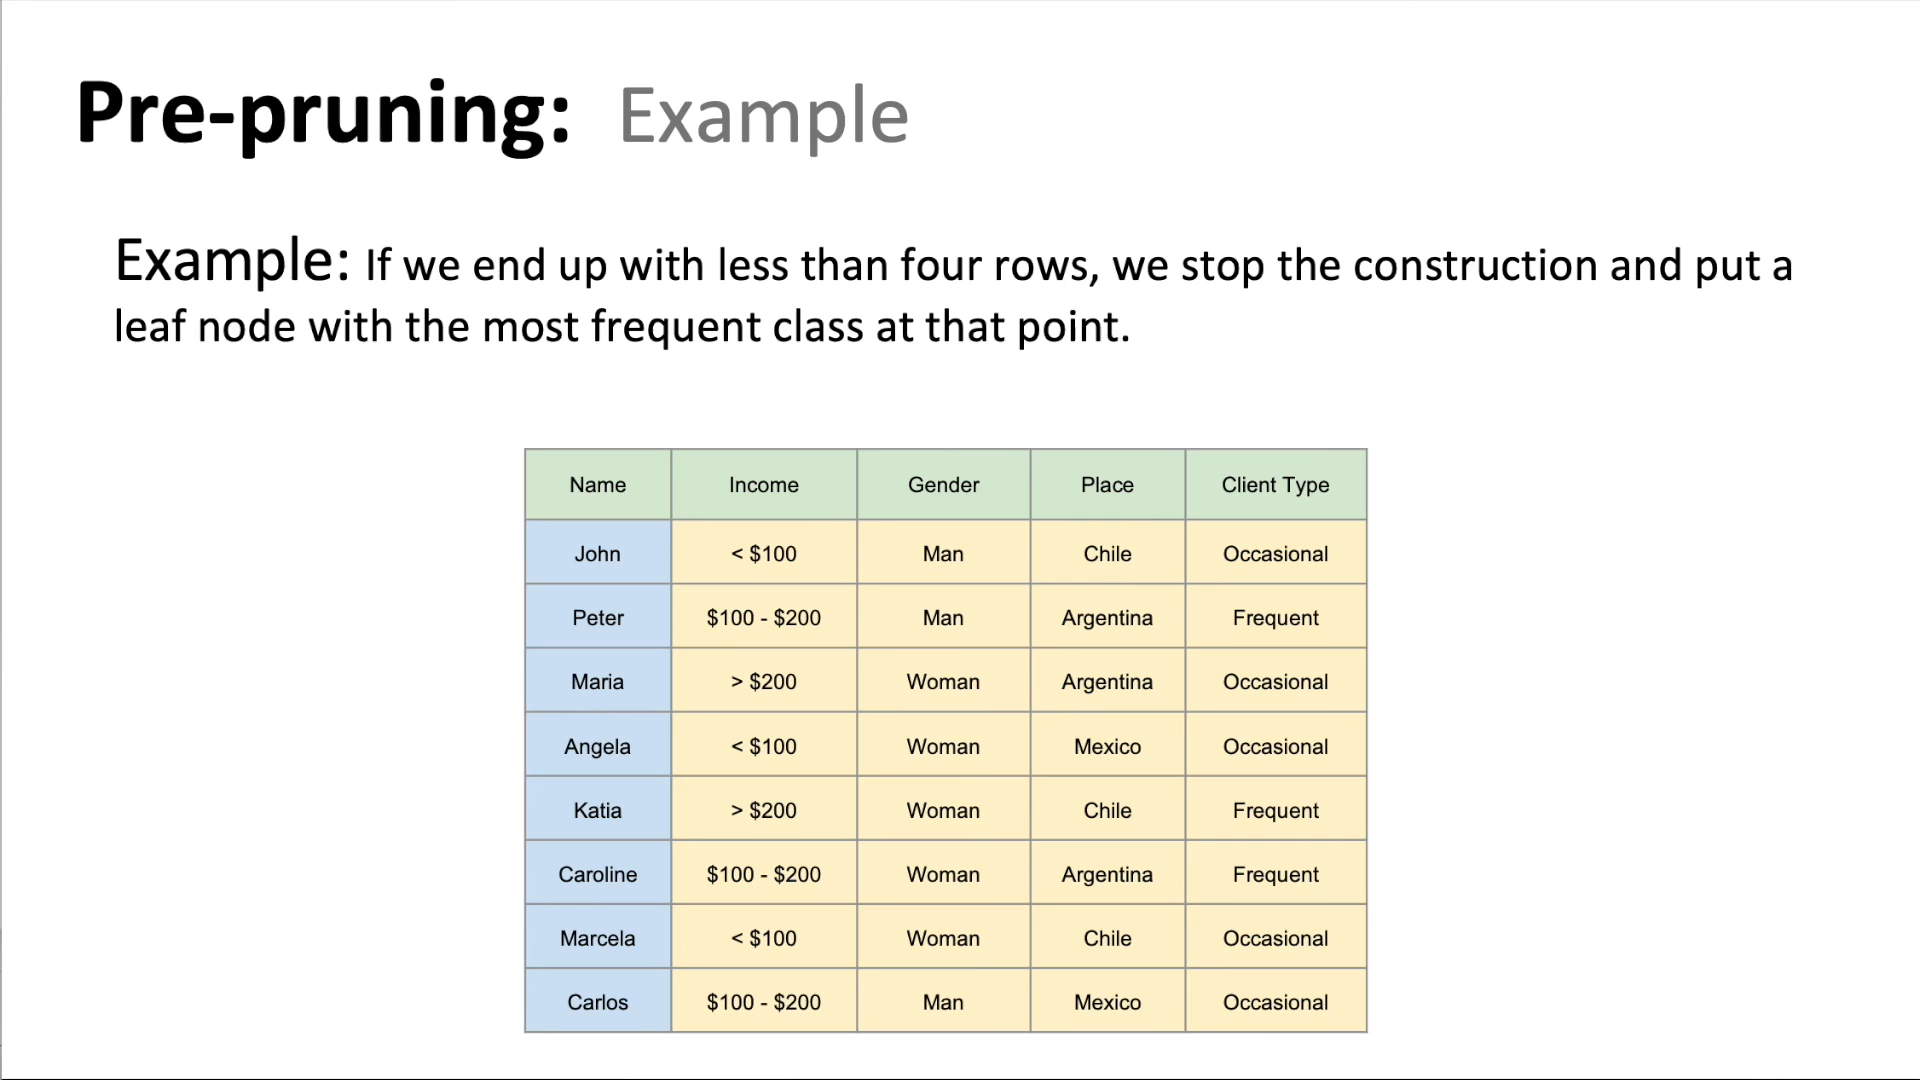 Pre-pruning: Example
Example: If we end up with less than four rows, we stop the construction and put a
leaf node with the most frequent class at that point.
Name Income Gender Place Client Type
John < $100 Man Chile Occasional
Peter $100 - $200 Man Argentina Frequent
Maria > $200 Woman Argentina Occasional
Angela < $100 Woman Mexico Occasional
Katia > $200 Woman Chile Frequent
Caroline $100 - $200 Woman Argentina Frequent
Marcela < $100 Woman Chile Occasional
Carlos $100 - $200 Man Mexico Occasional